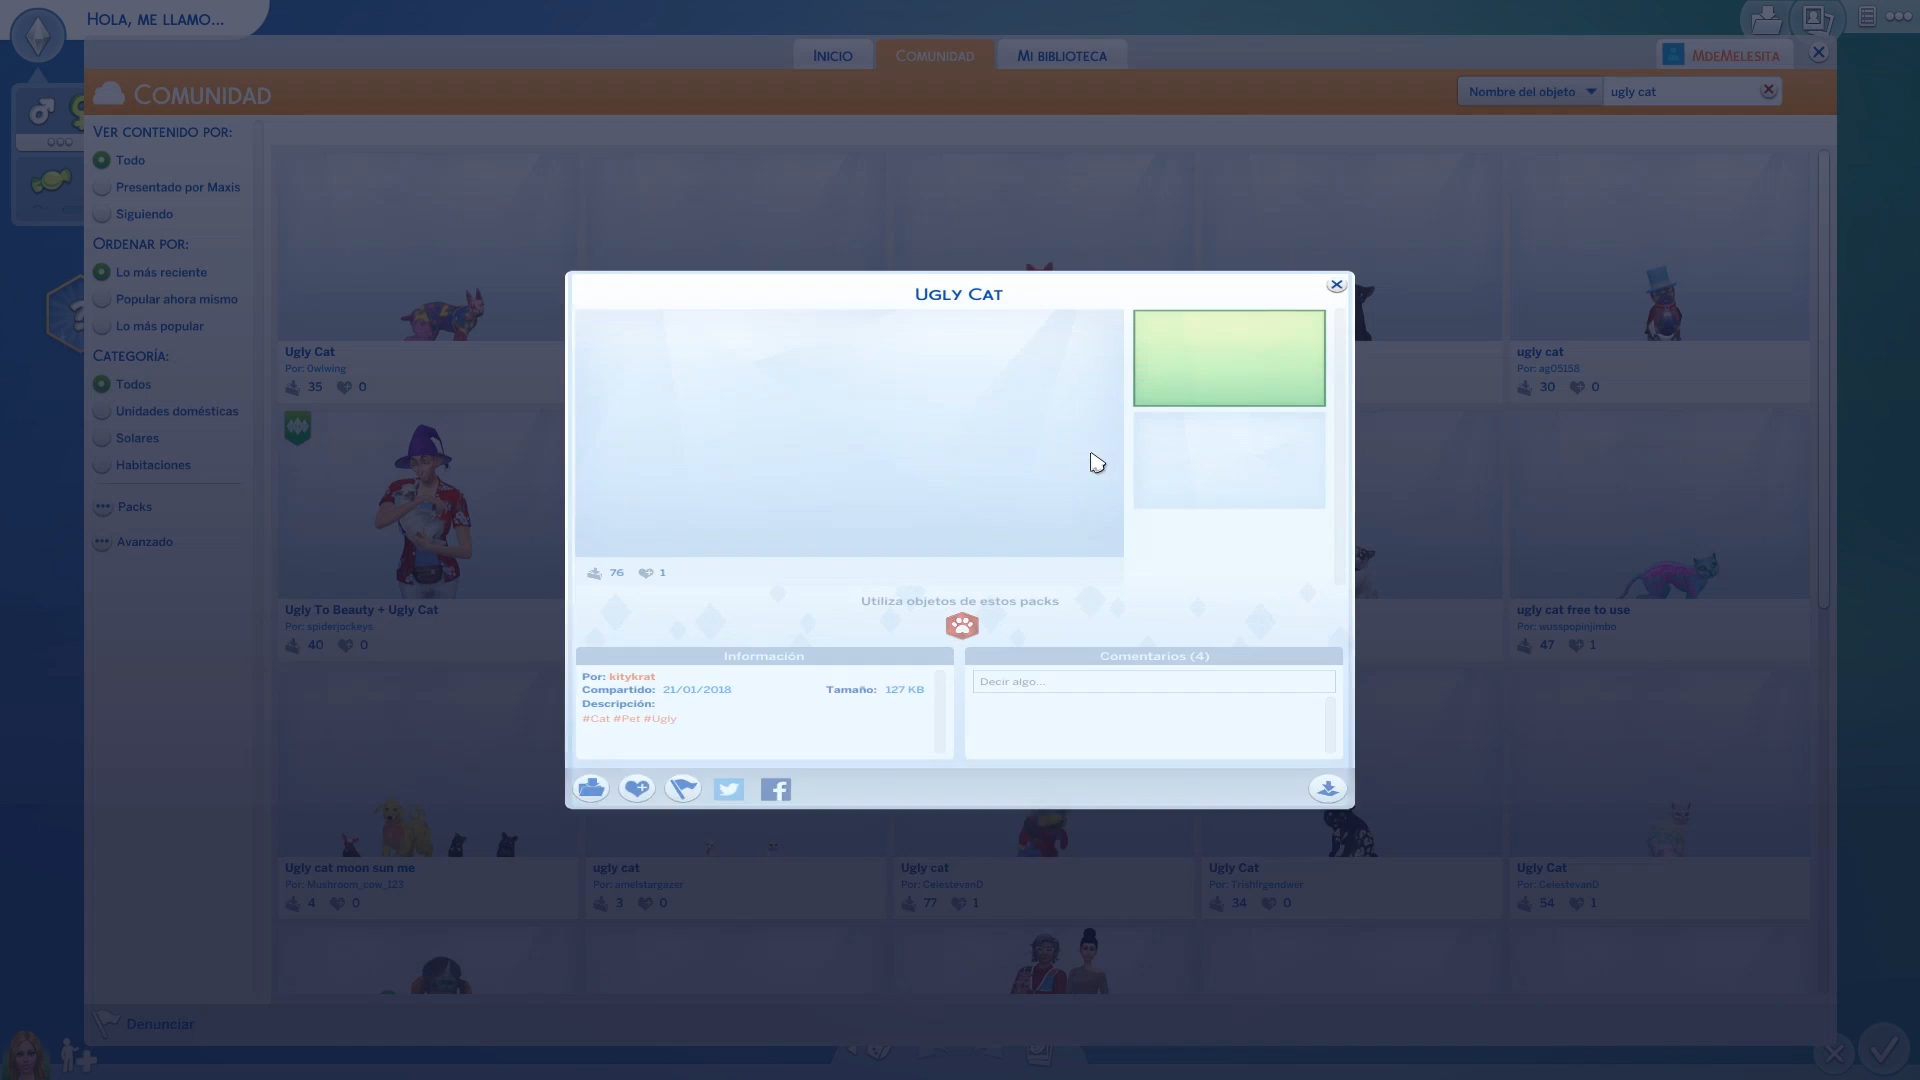 Hola, me llamo...
Inicio
Comunidad
Mi biblioteca
MdeMelesita
Comunidad
Nombre del objeto
ugly cat
Ver contenido por:
Todo
Presentado por Maxis
Siguiendo
Ordenar por:
Lo más reciente
Popular ahora mismo
Lo más popular
Categoría:
Todos
Unidades domésticas
Solares
Habitaciones
Packs
Avanzado
Ugly Cat
Por: Owlwing
35 0
ugly cat
Por: ag05158
30 0
Ugly To Beauty + Ugly Cat
Por: spiderjockeys
40 0
ugly cat free to use
Por: wusspopinjimbo
47 1
Ugly Cat
76 1
Utiliza objetos de estos packs
Información
Por: kitykrat
Compartido: 21/01/2018
Tamaño: 127 KB
Descripción:
#Cat #Pet #Ugly
Comentarios (4)
Decir algo...
Ugly cat moon sun me
Por: Mushroom_cow_123
4 0
ugly cat
Por: amelstargazer
3 0
Ugly cat
Por: CelestevanD
77 1
Ugly Cat
Por: TrishIrgendwer
34 0
Ugly Cat
Por: CelestevanD
54 1
Denunciar